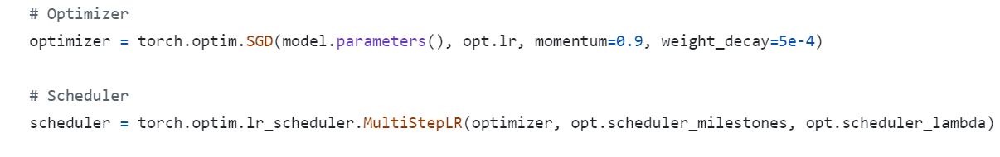 # Optimizer
optimizer = torch.optim.SGD(model.parameters(), opt.lr, momentum=0.9, weight_decay=5e-4)
# Scheduler
scheduler = torch.optim.lr_scheduler.MultiStepLR(optimizer, opt.scheduler_milestones, opt.scheduler_lambda)